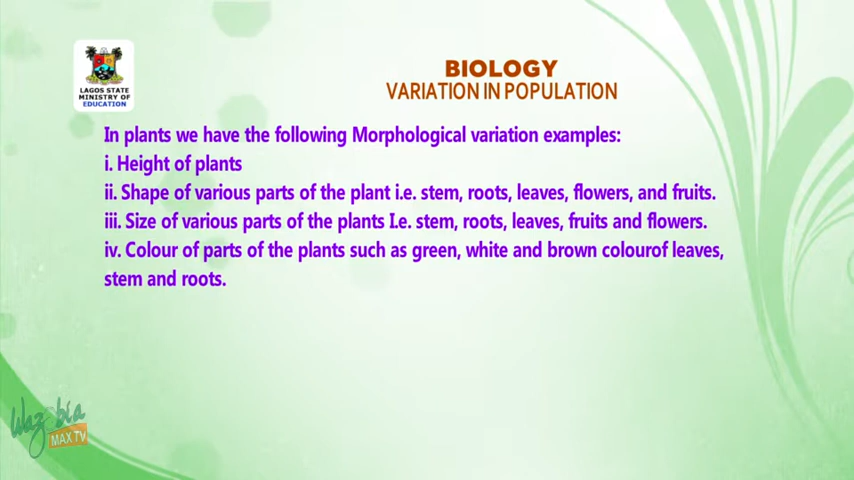 LAGOS STATE
MINISTRY OF
EDUCATION
BIOLOGY
VARIATION IN POPULATION
In plants we have the following Morphological variation examples:
i. Height of plants
ii. Shape of various parts of the plant i.e. stem, roots, leaves, flowers, and fruits.
iii. Size of various parts of the plants I.e. stem, roots, leaves, fruits and flowers.
iv. Colour of parts of the plants such as green, white and brown colourof leaves,
stem and roots.
Wazobia
MAX TV